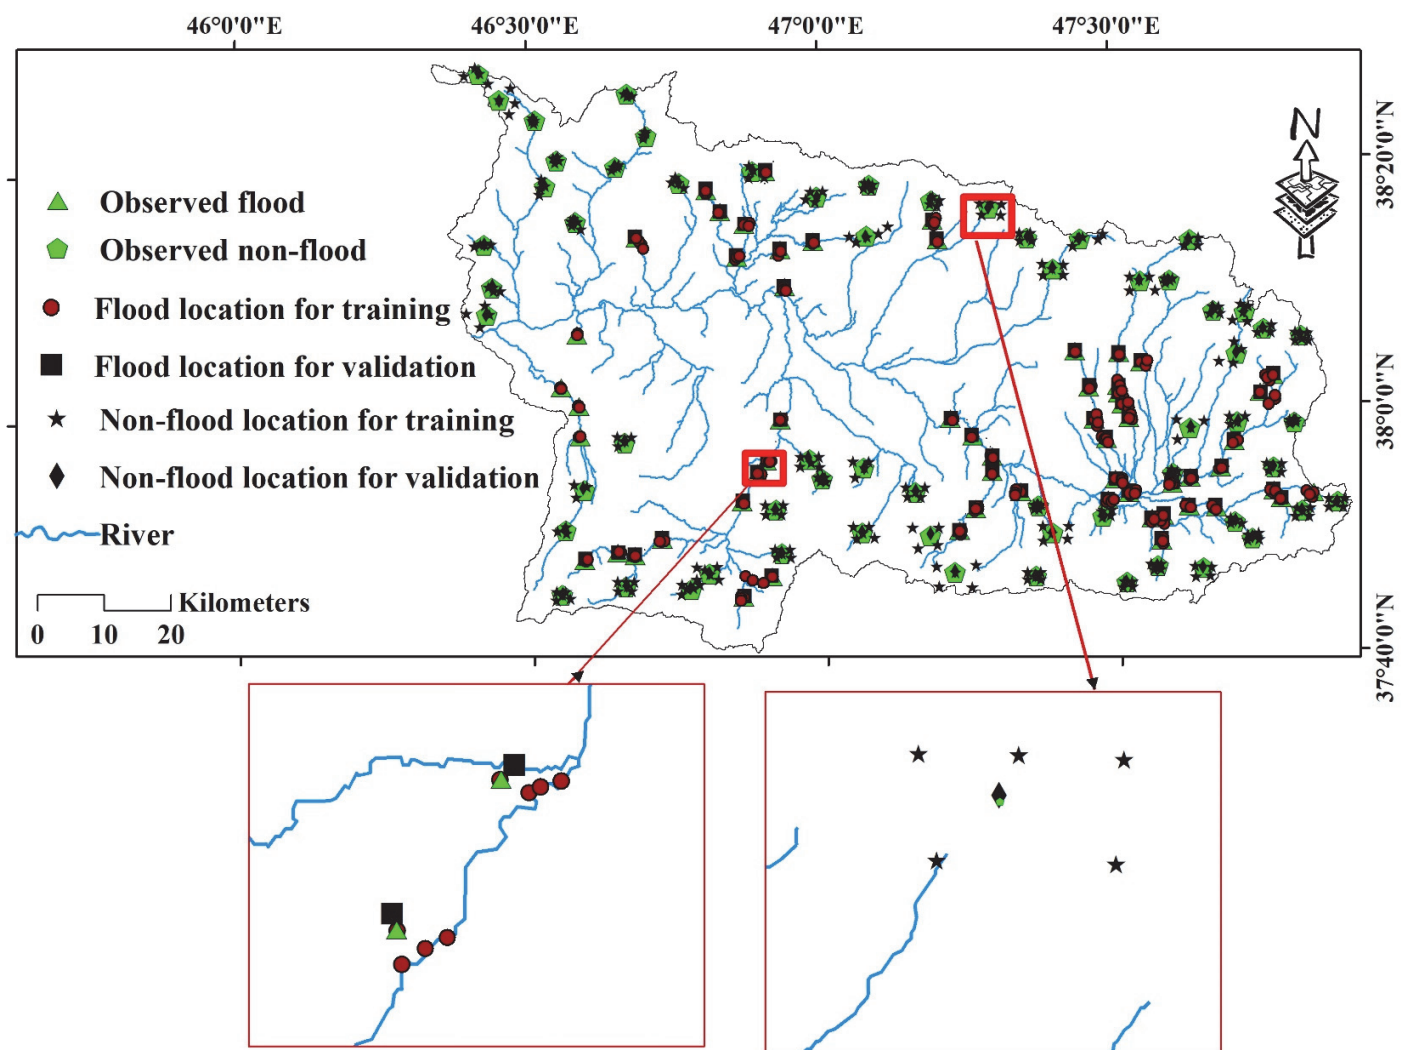 46°0'0"E 46°30'0"E 47°0'0"E 47°30'0"E
N
38°20'0"N
38°0'0"N
37°40'0"N
Observed flood
Observed non-flood
Flood location for training
Flood location for validation
Non-flood location for training
Non-flood location for validation
River
Kilometers
0 10 20